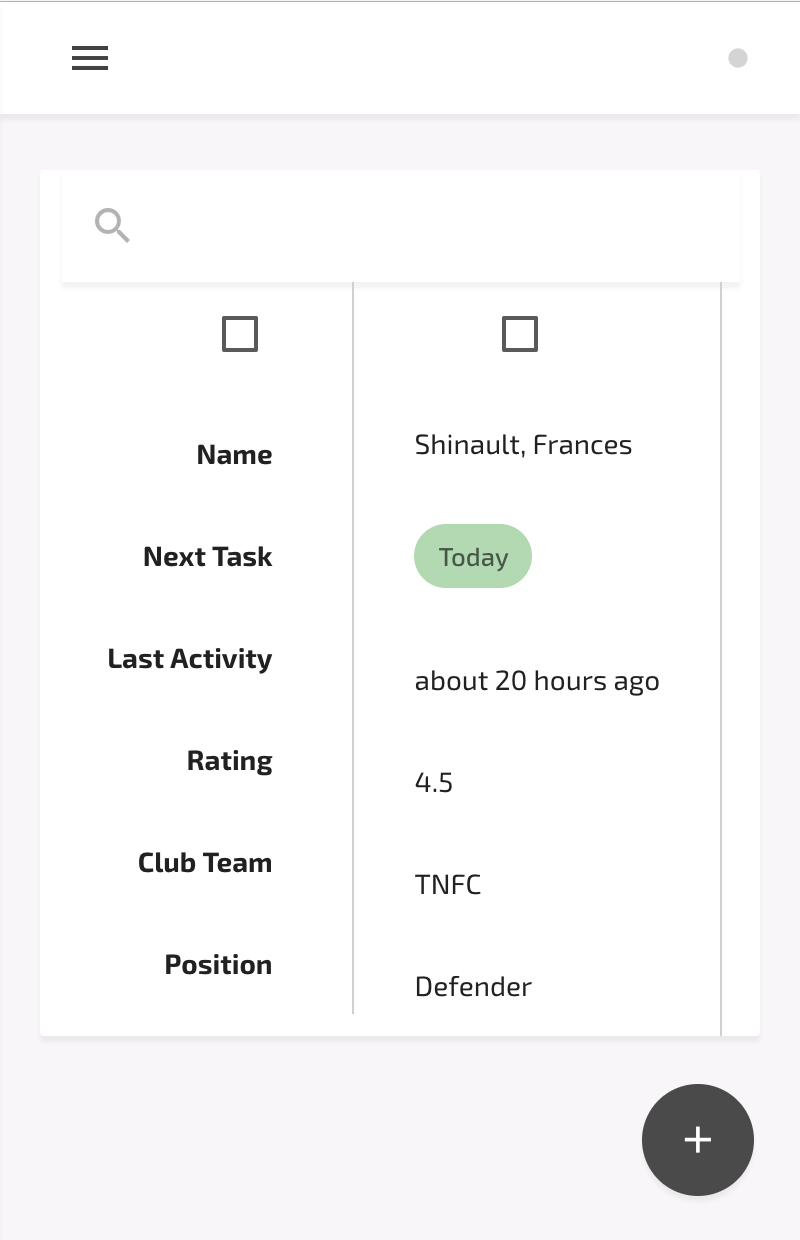 Name
Shinault, Frances
Next Task
Today
Last Activity
about 20 hours ago
Rating
4.5
Club Team
TNFC
Position
Defender